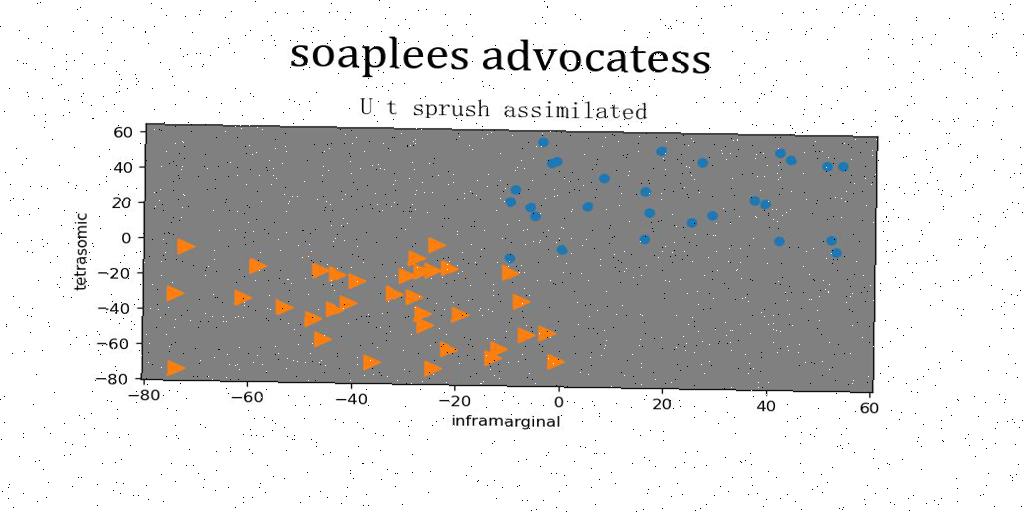 soaplees advocatess
U t sprush assimilated
60
40
20
0
−20
−40
−60
−80
tetrasomic
−80 −60 −40 −20 0 20 40 60
inframarginal